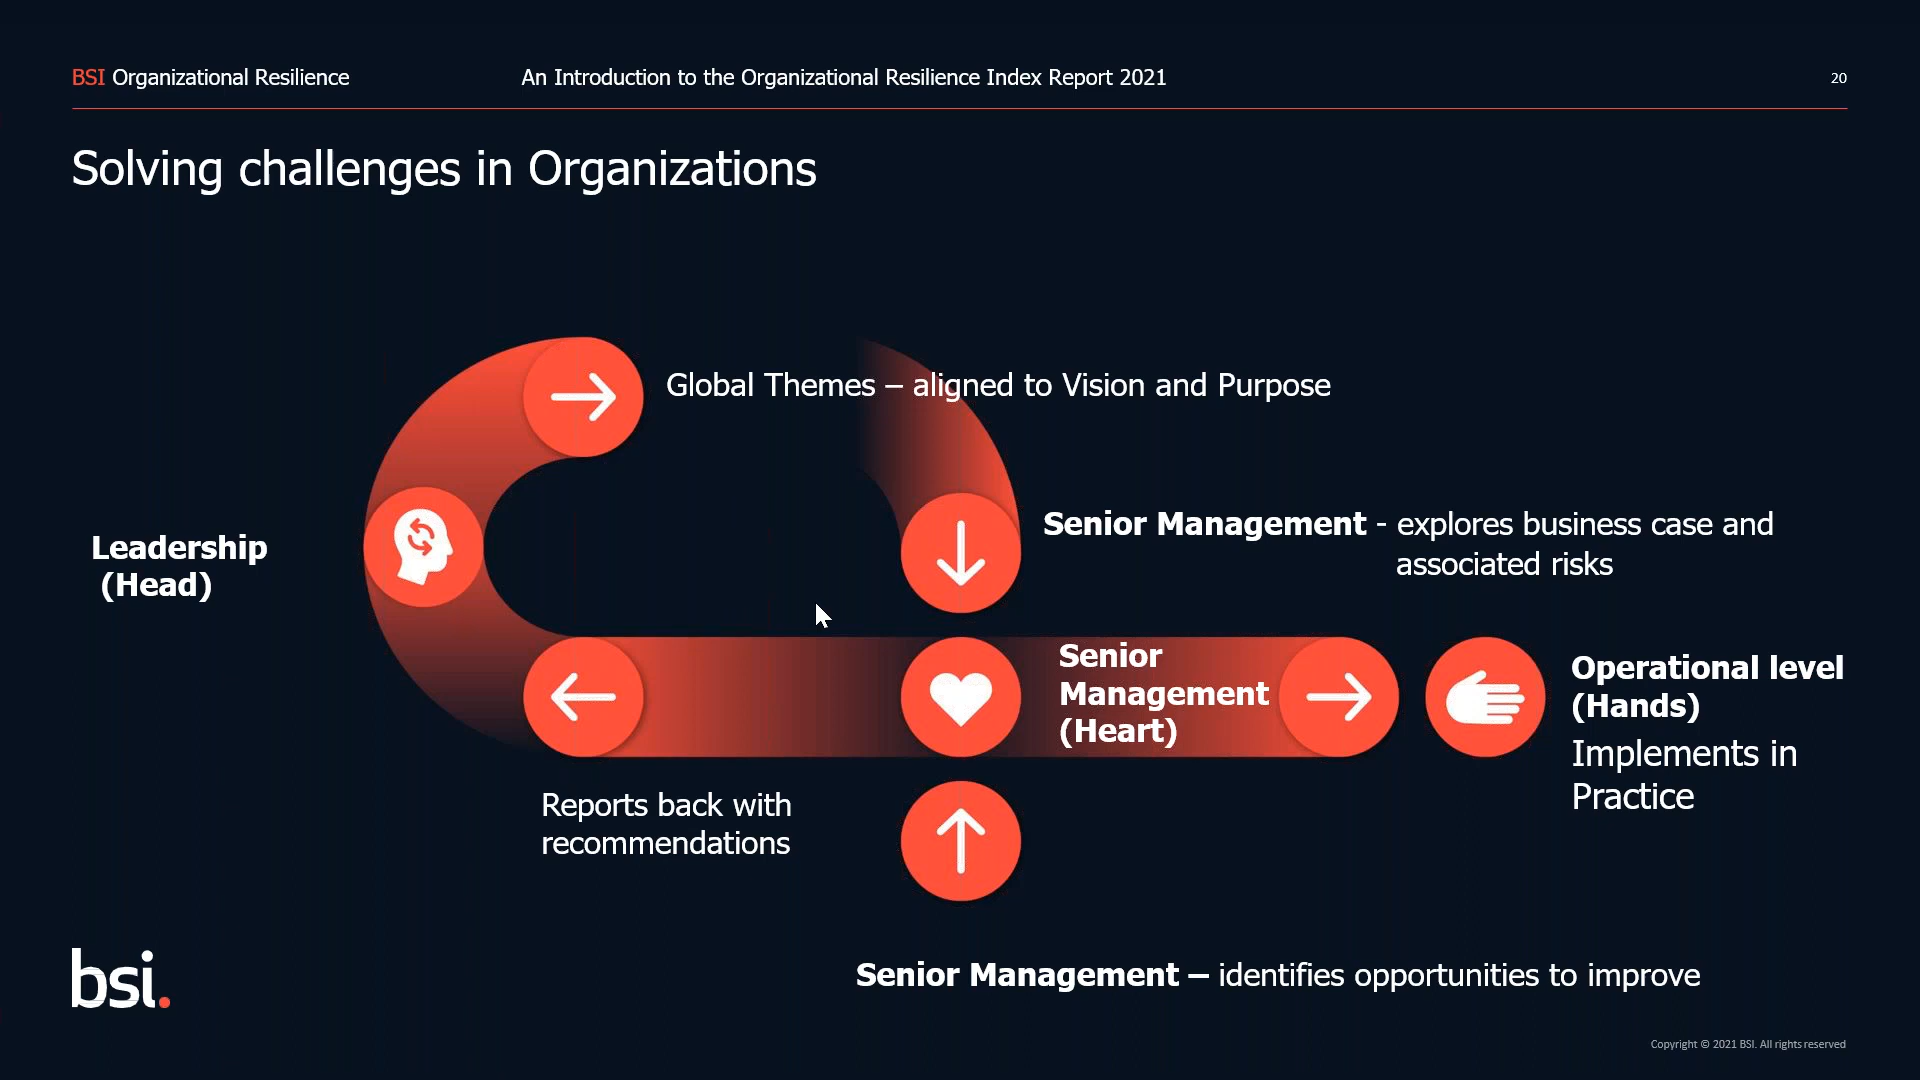 BSI Organizational Resilience
An Introduction to the Organizational Resilience Index Report 2021
20
Solving challenges in Organizations
Global Themes – aligned to Vision and Purpose
Senior Management - explores business case and
associated risks
Leadership
(Head)
Senior
Management
(Heart)
Operational level
(Hands)
Implements in
Practice
Reports back with
recommendations
Senior Management – identifies opportunities to improve
bsi.
Copyright © 2021 BSI. All rights reserved